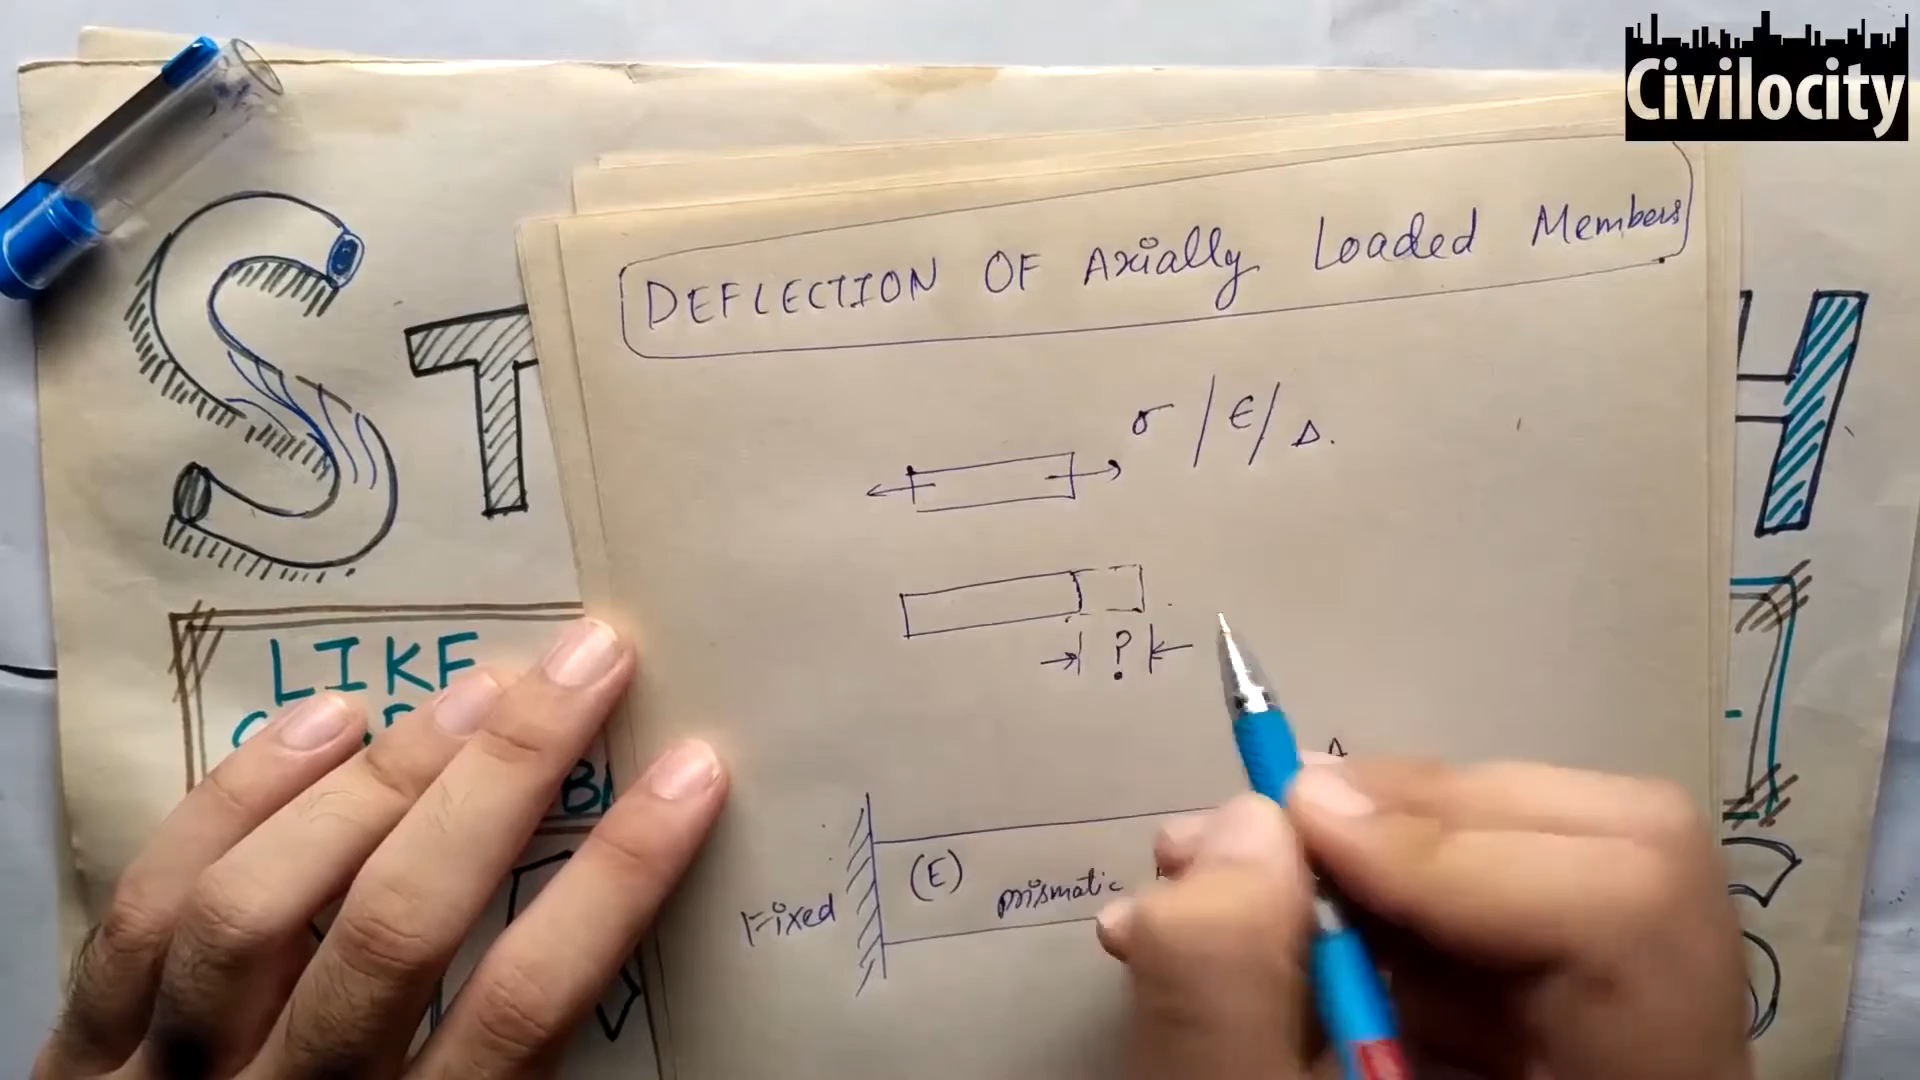 Civilocity
DEFLECTION OF Axially Loaded Members
σ / ε / Δ.
?
LIKE
A
(E)
prismatic
Fixed